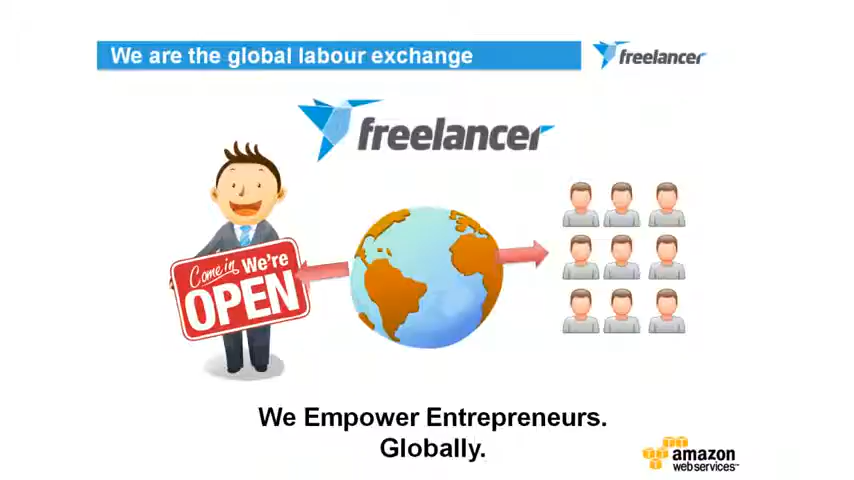 We are the global labour exchange
freelancer
freelancer
Come in We're
OPEN
We Empower Entrepreneurs.
Globally.
amazon
webservices™